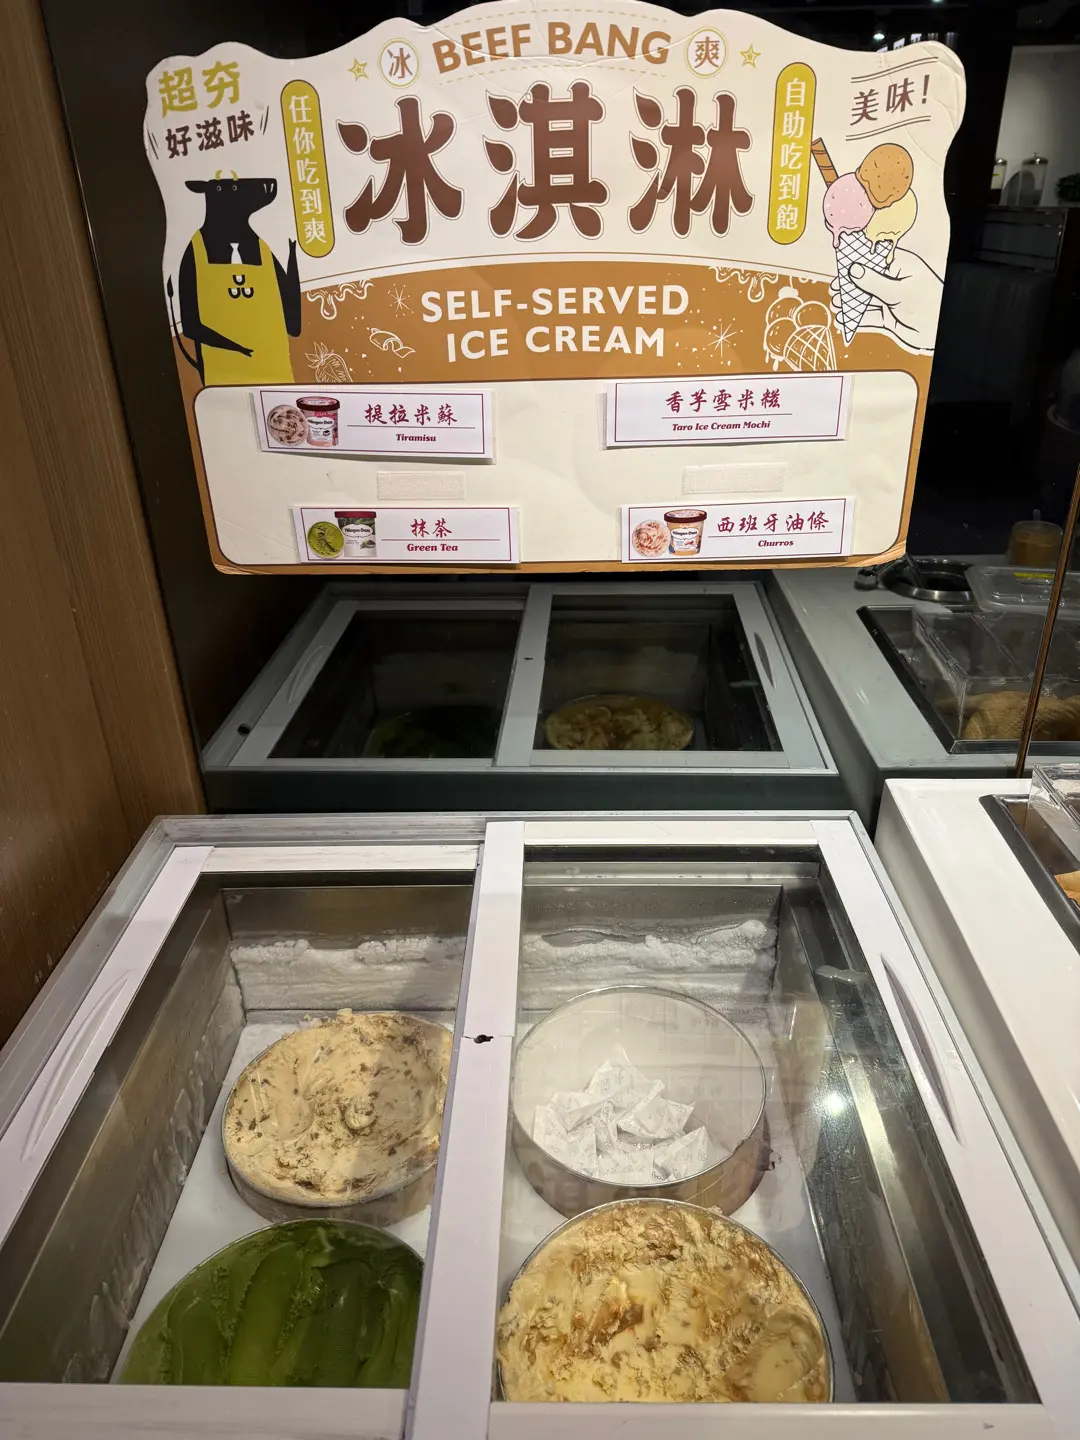 BEEF BANG
冰
爽
超夯
好滋味
任你吃到爽
冰淇淋
自助吃到飽
美味!
SELF-SERVED
ICE CREAM
提拉米蘇
Tiramisu
香芋雪米糍
Taro Ice Cream Mochi
抹茶
Green Tea
西班牙油條
Churros